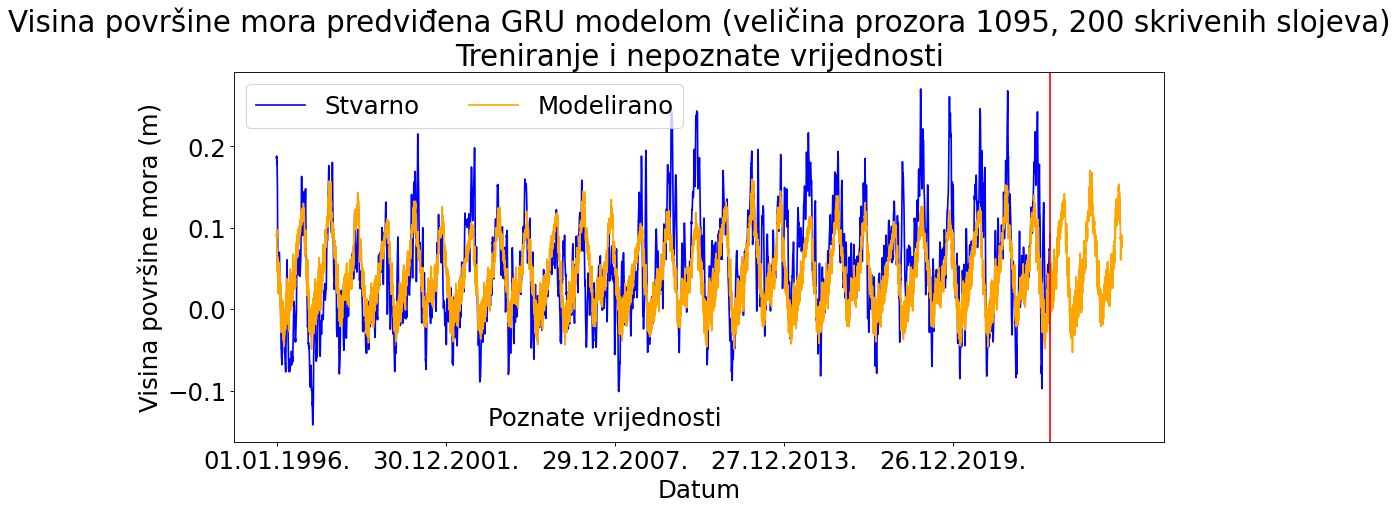 Visina površine mora predviđena GRU modelom (veličina prozora 1095, 200 skrivenih slojeva)
Treniranje i nepoznate vrijednosti
Stvarno Modelirano
Visina površine mora (m)
0.2
0.1
0.0
−0.1
Poznate vrijednosti
01.01.1996. 30.12.2001. 29.12.2007. 27.12.2013. 26.12.2019.
Datum